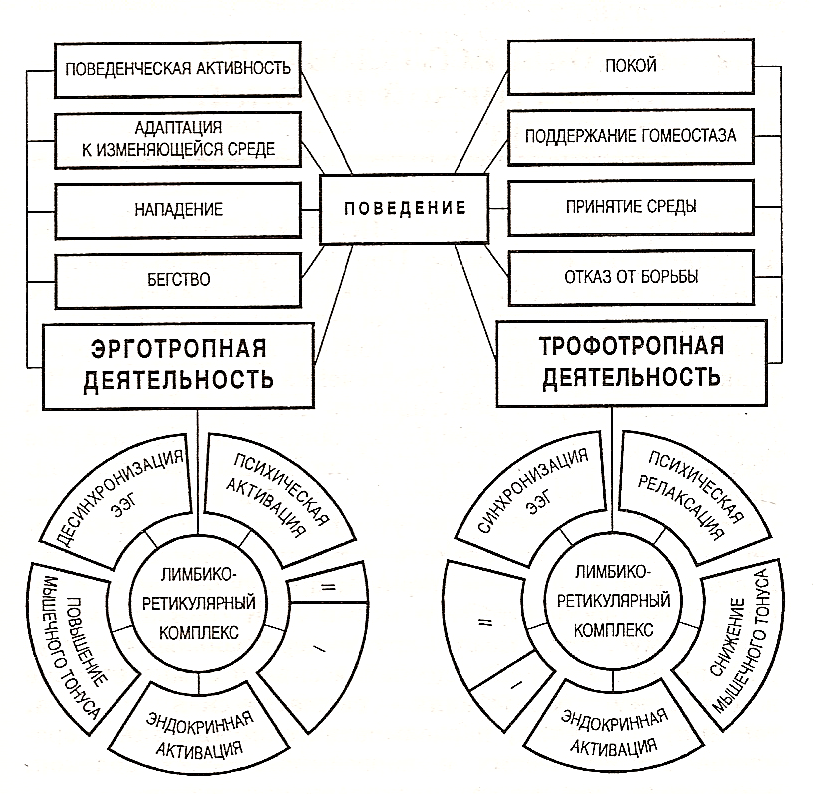 ПОВЕДЕНЧЕСКАЯ АКТИВНОСТЬ
АДАПТАЦИЯ
К ИЗМЕНЯЮЩЕЙСЯ СРЕДЕ
НАПАДЕНИЕ
БЕГСТВО
ЭРГОТРОПНАЯ
ДЕЯТЕЛЬНОСТЬ
ПОВЕДЕНИЕ
ПОКОЙ
ПОДДЕРЖАНИЕ ГОМЕОСТАЗА
ПРИНЯТИЕ СРЕДЫ
ОТКАЗ ОТ БОРЬБЫ
ТРОФОТРОПНАЯ
ДЕЯТЕЛЬНОСТЬ
ДЕСИНХРОНИЗАЦИЯ
ЭЭГ
ПСИХИЧЕСКАЯ
АКТИВАЦИЯ
II
I
ЭНДОКРИННАЯ
АКТИВАЦИЯ
ПОВЫШЕНИЕ
МЫШЕЧНОГО ТОНУСА
ЛИМБИКО-
РЕТИКУЛЯРНЫЙ
КОМПЛЕКС
СИНХРОНИЗАЦИЯ
ЭЭГ
ПСИХИЧЕСКАЯ
РЕЛАКСАЦИЯ
СНИЖЕНИЕ
МЫШЕЧНОГО ТОНУСА
ЭНДОКРИННАЯ
АКТИВАЦИЯ
I
II
ЛИМБИКО-
РЕТИКУЛЯРНЫЙ
КОМПЛЕКС